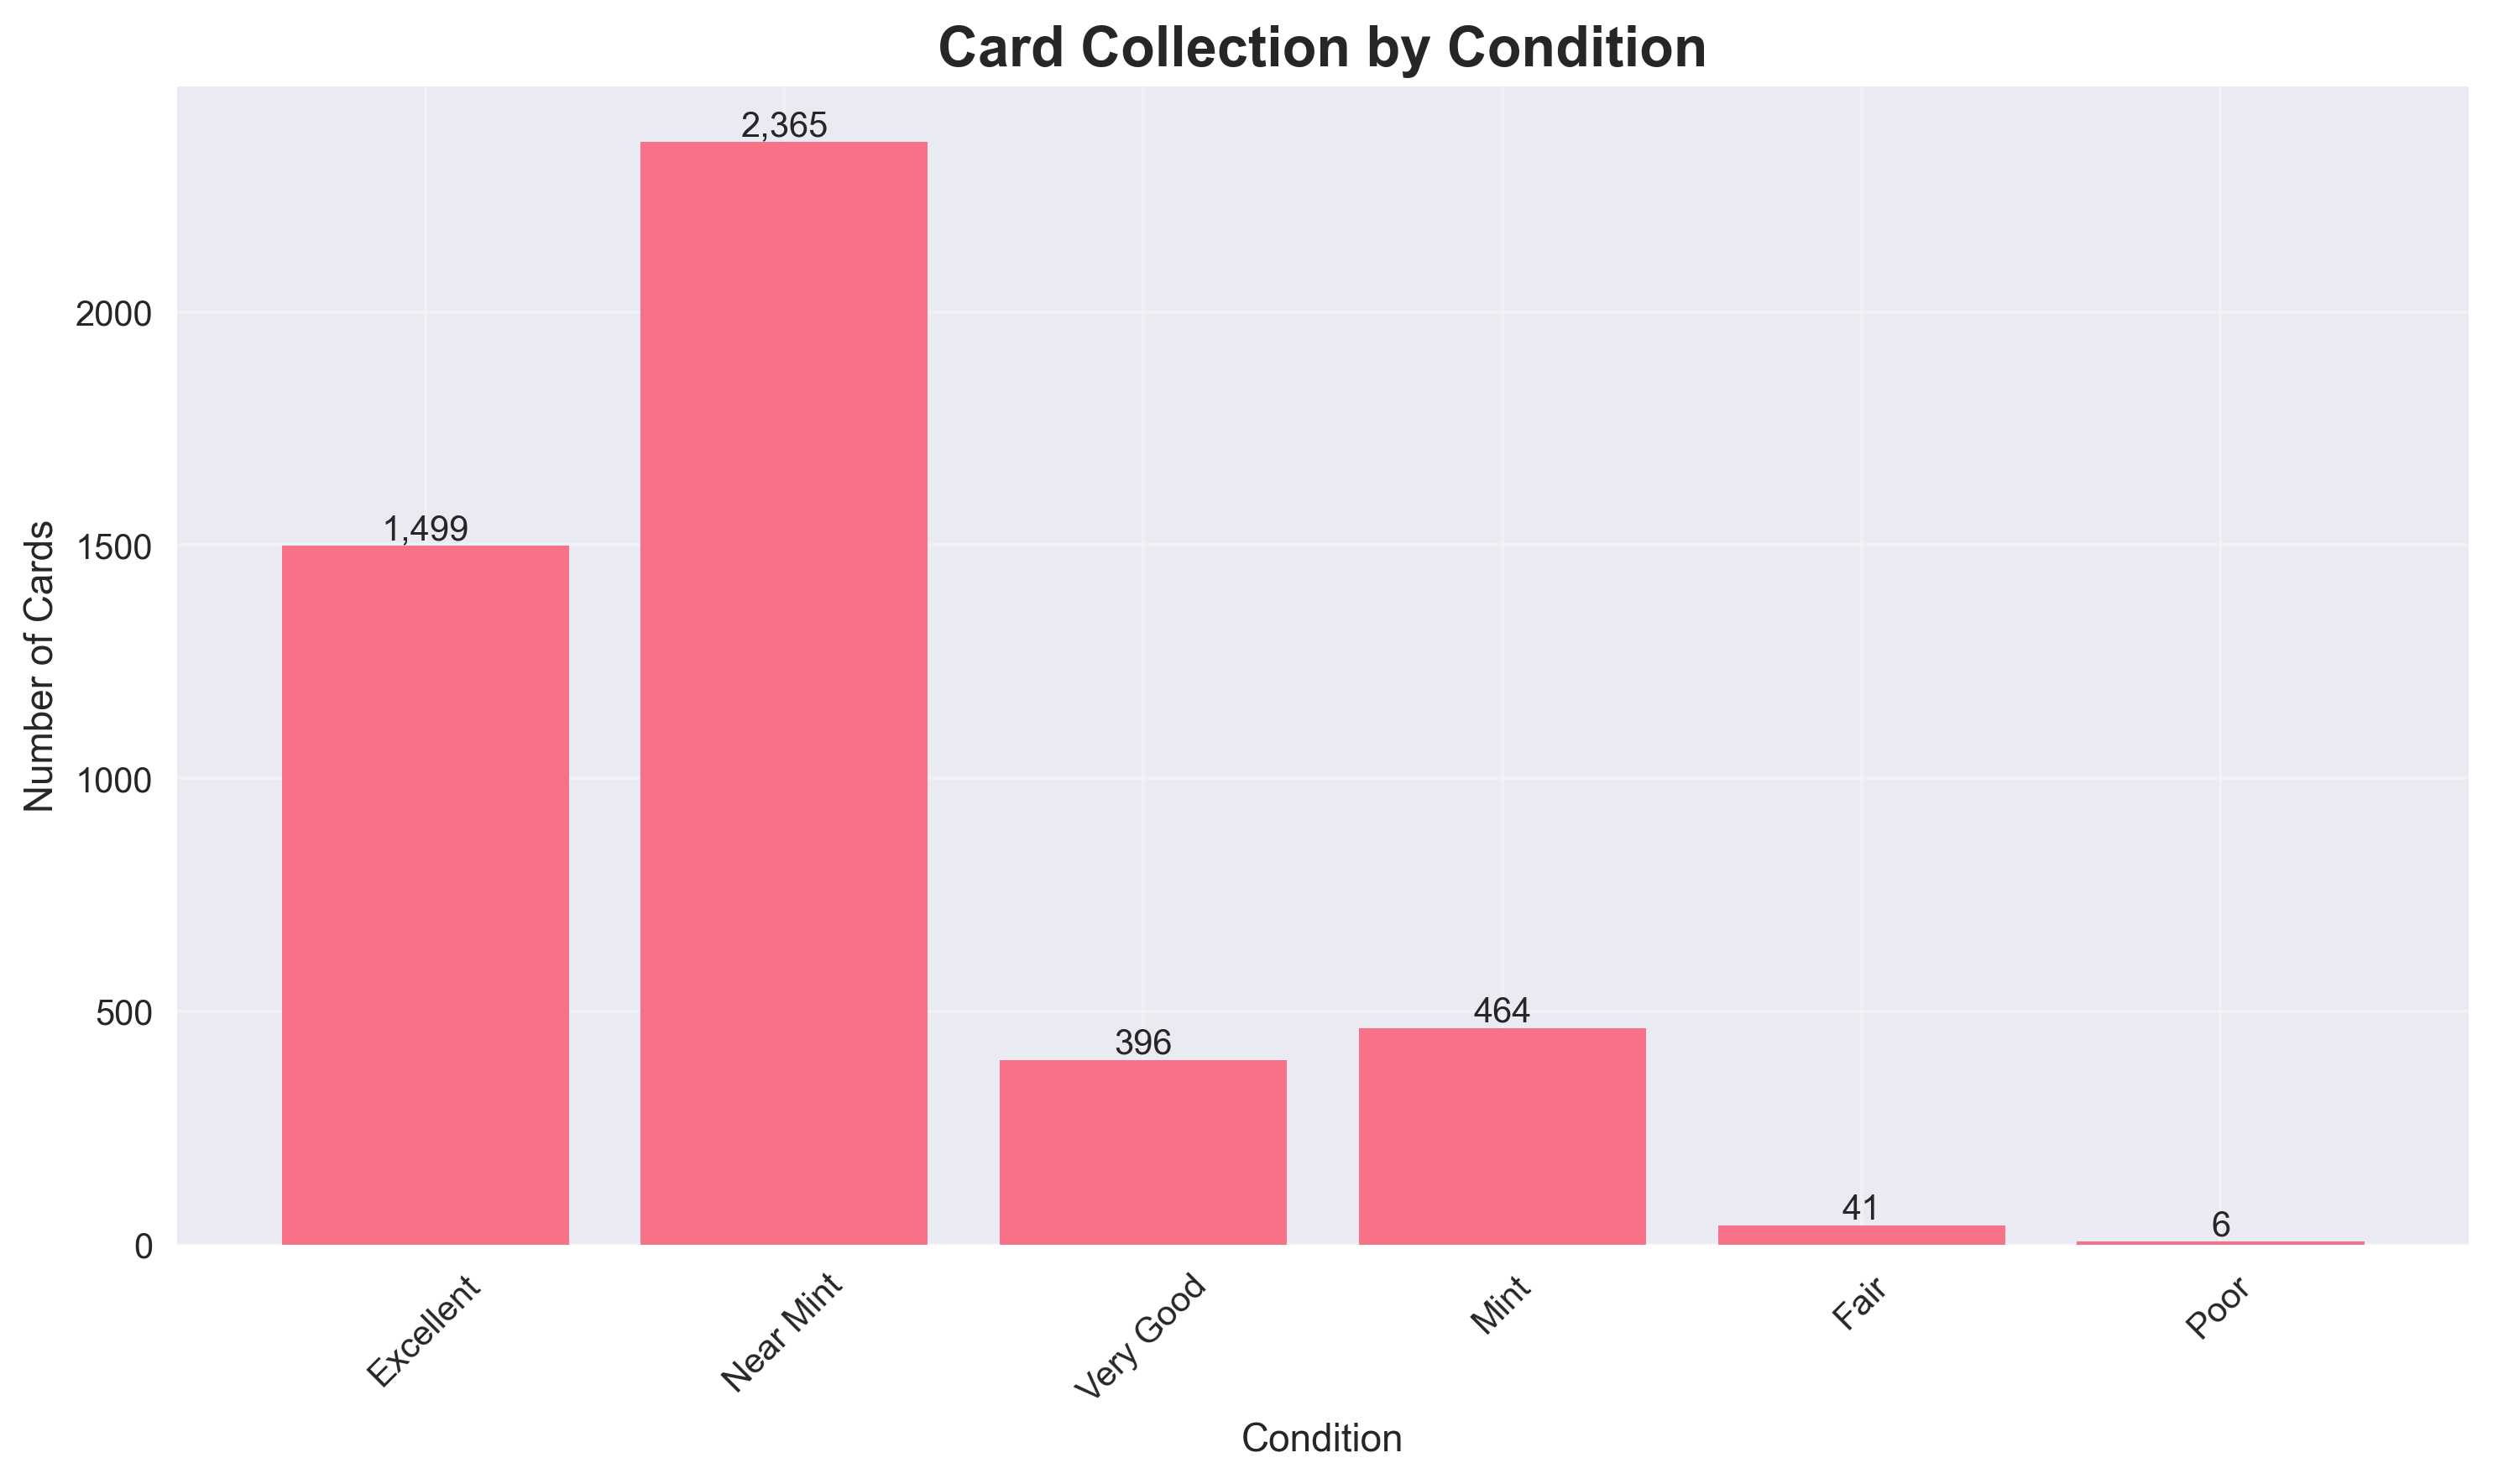 Card Collection by Condition
Number of Cards
2000
1500
1000
500
0
1,499
2,365
396
464
41
6
Excellent
Near Mint
Very Good
Mint
Fair
Poor
Condition